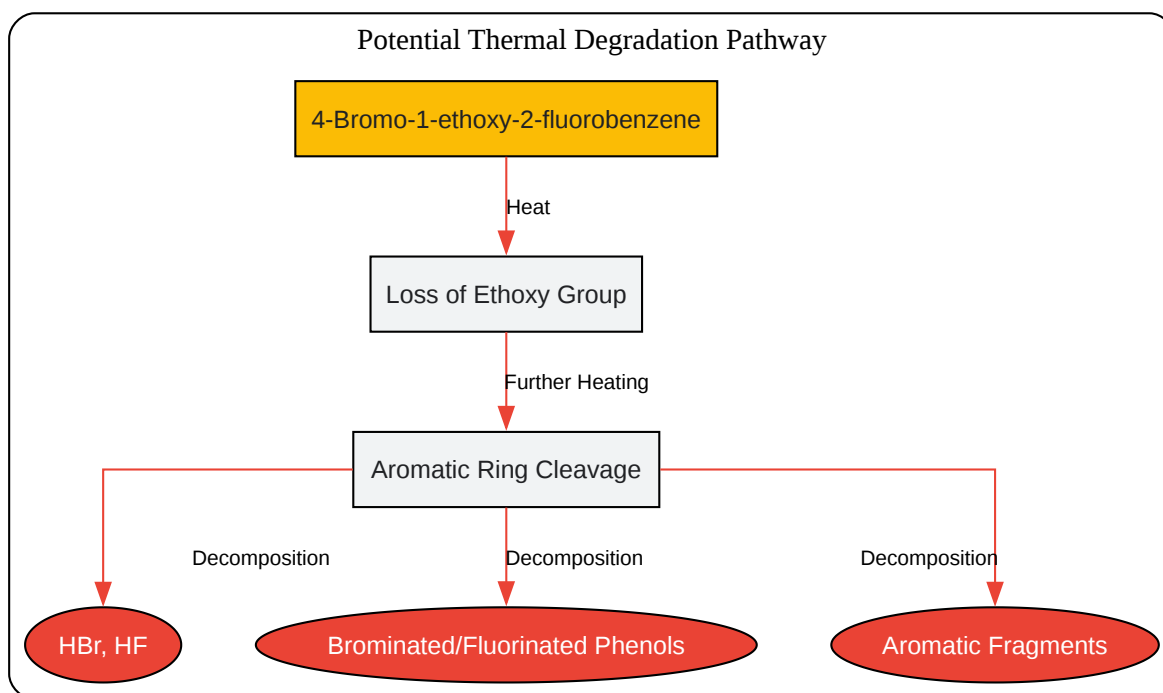 Potential Thermal Degradation Pathway
4-Bromo-1-ethoxy-2-fluorobenzene
Heat
Loss of Ethoxy Group
Further Heating
Aromatic Ring Cleavage
Decomposition
Decomposition
Decomposition
HBr, HF
Brominated/Fluorinated Phenols
Aromatic Fragments